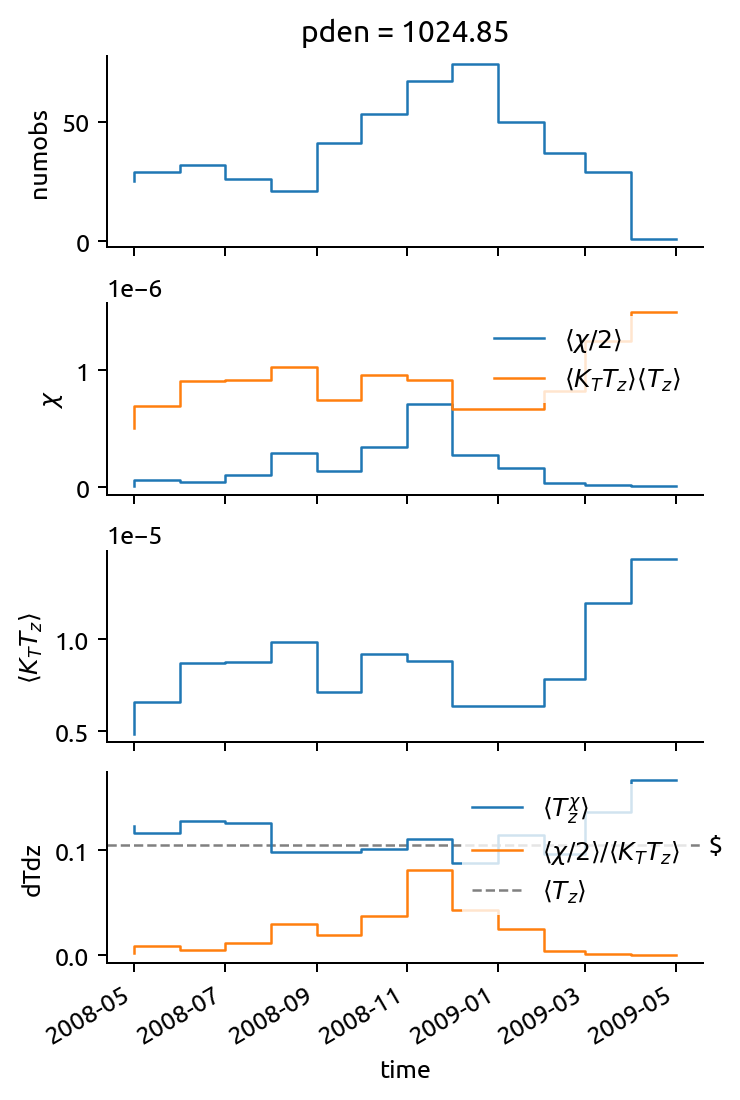 pden = 1024.85
numobs
50
0
1e−6
χ
1
0
⟨χ/2⟩
⟨K_T T_z⟩⟨T_z⟩
1e−5
⟨K_T T_z⟩
1.0
0.5
dTdz
0.1
0.0
⟨T_z^χ⟩
⟨χ/2⟩/⟨K_T T_z⟩
⟨T_z⟩
$
2008-05
2008-07
2008-09
2008-11
2009-01
2009-03
2009-05
time